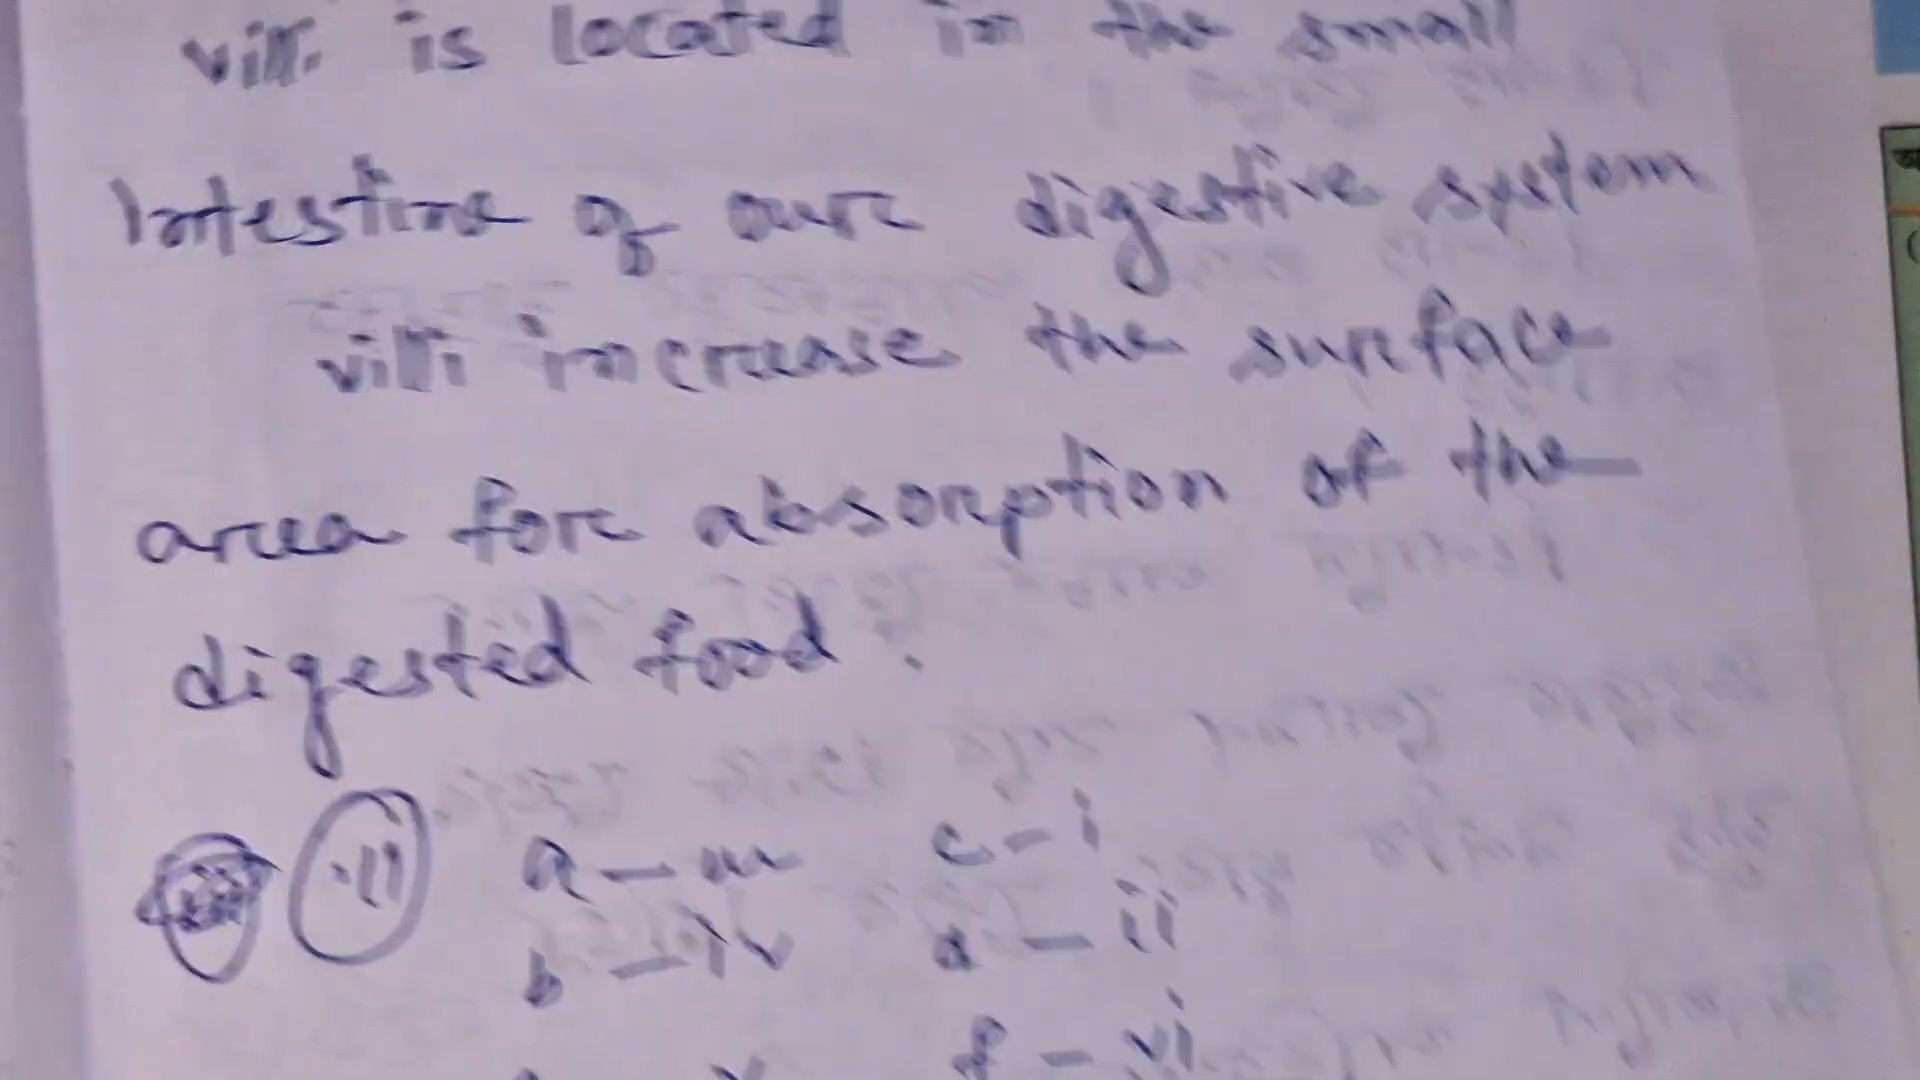 villi is located in the small
Intestine of our digestive system
villi increase the surface
area for absorption of the
digested food.
11 a - iii c - i
b - iv d - ii
f - vi